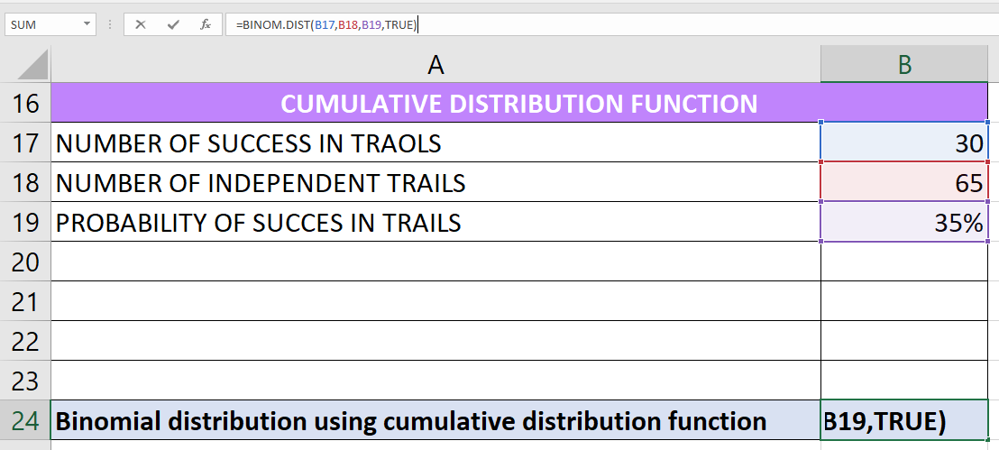 SUM
fx
=BINOM.DIST(B17,B18,B19,TRUE)
A B
16 CUMULATIVE DISTRIBUTION FUNCTION
17 NUMBER OF SUCCESS IN TRAOLS 30
18 NUMBER OF INDEPENDENT TRAILS 65
19 PROBABILITY OF SUCCES IN TRAILS 35%
20
21
22
23
24 Binomial distribution using cumulative distribution function B19,TRUE)